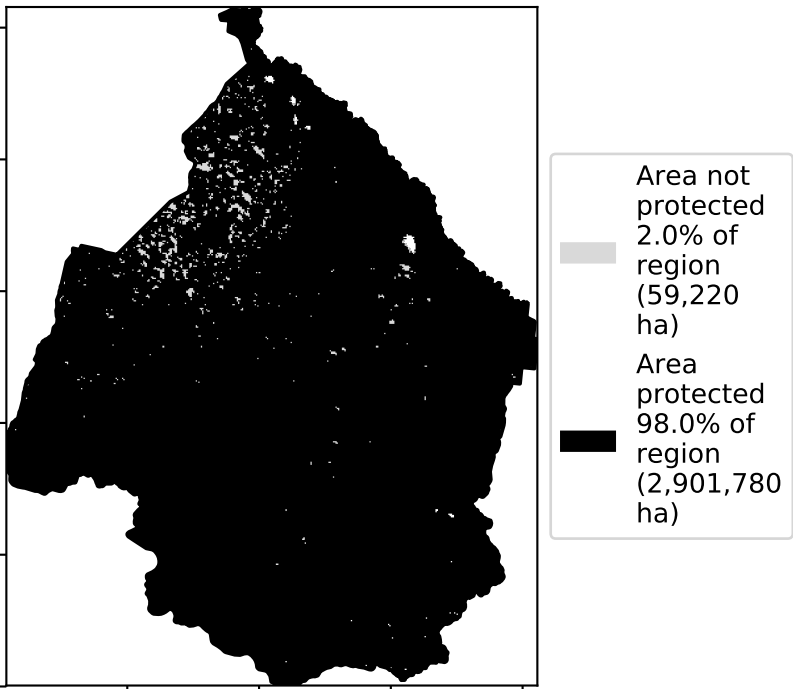 Area not
protected
2.0% of
region
(59,220
ha)
Area
protected
98.0% of
region
(2,901,780
ha)